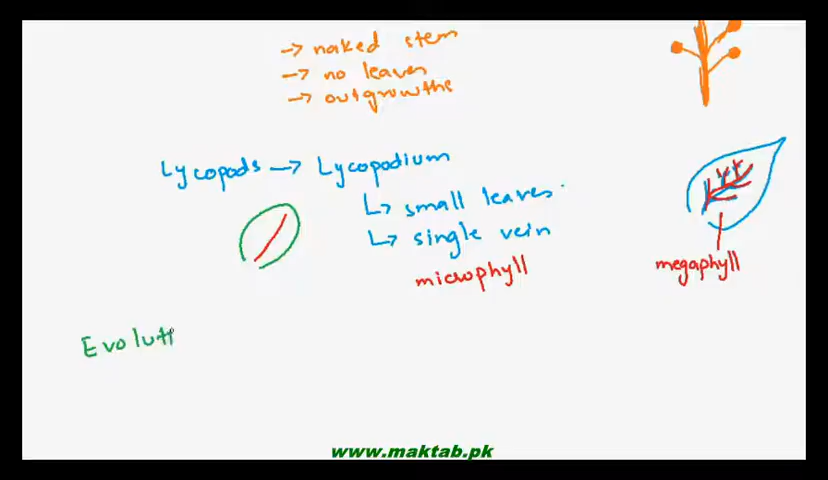 → naked stem
→ no leaves
→ outgrowths
Lycopods → Lycopodium
↳ small leaves.
↳ single vein
microphyll
megaphyll
Evoluti
www.maktab.pk